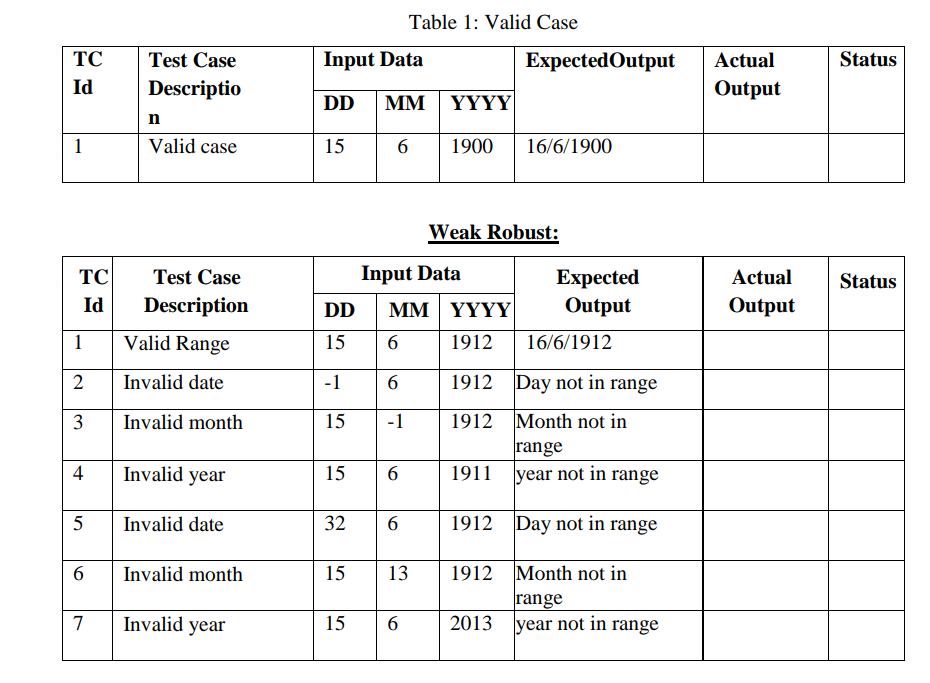 Table 1: Valid Case
TC Id Test Case Descriptio n Input Data ExpectedOutput Actual Output Status
DD MM YYYY
1 Valid case 15 6 1900 16/6/1900
Weak Robust:
TC Id Test Case Description Input Data Expected Output Actual Output Status
DD MM YYYY
1 Valid Range 15 6 1912 16/6/1912
2 Invalid date -1 6 1912 Day not in range
3 Invalid month 15 -1 1912 Month not in
range
4 Invalid year 15 6 1911 year not in range
5 Invalid date 32 6 1912 Day not in range
6 Invalid month 15 13 1912 Month not in
range
7 Invalid year 15 6 2013 year not in range